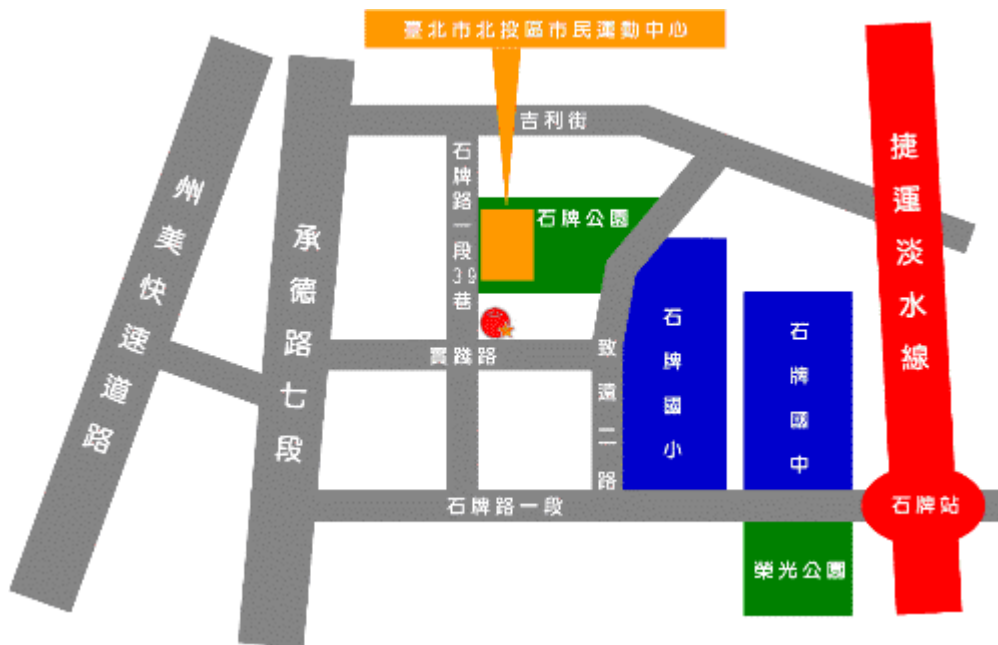 臺北市北投區市民運動中心
吉利街
石牌路一段39巷
石牌公園
州美快速道路
承德路七段
捷運淡水線
實踐路
致遠二路
石牌國小
石牌國中
石牌路一段
石牌站
榮光公園